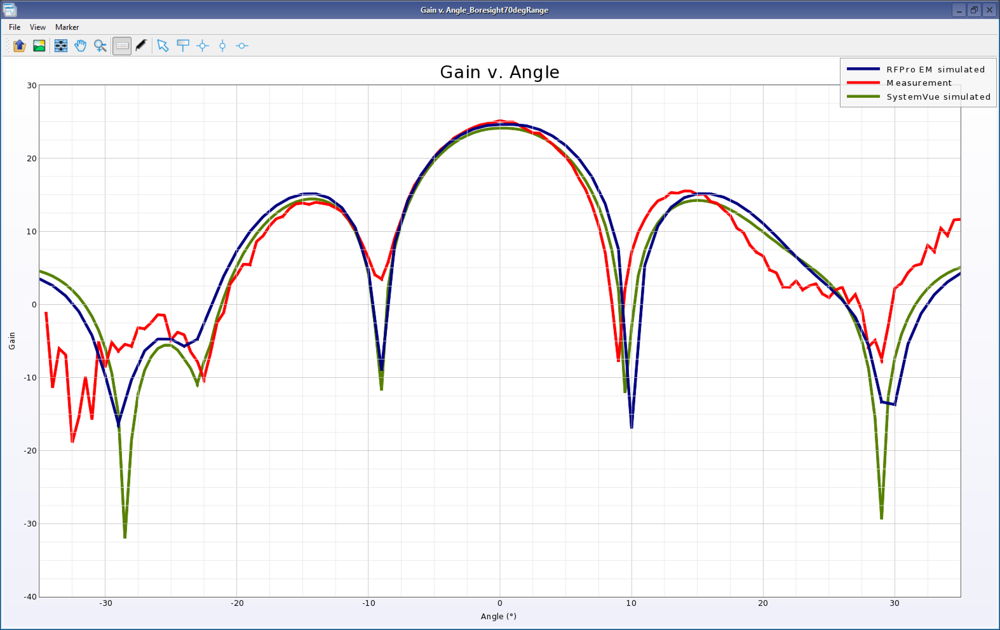 Gain v. Angle_Boresight70degRange
File View Marker
Gain v. Angle
RFPro EM simulated
Measurement
SystemVue simulated
30
20
10
0
-10
-20
-30
-40
Gain
-30 -20 -10 0 10 20 30
Angle (°)